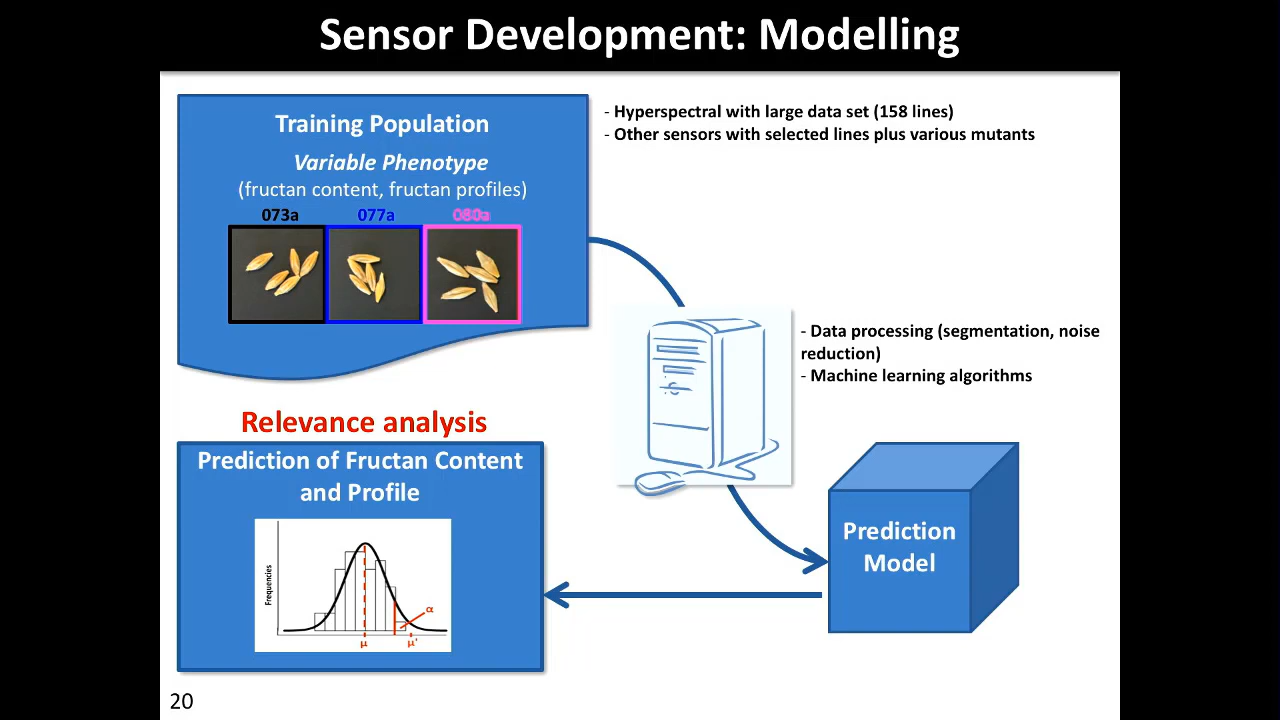 Sensor Development: Modelling
Training Population
Variable Phenotype
(fructan content, fructan profiles)
073a 077a 080a
- Hyperspectral with large data set (158 lines)
- Other sensors with selected lines plus various mutants
- Data processing (segmentation, noise
reduction)
- Machine learning algorithms
Relevance analysis
Prediction of Fructan Content
and Profile
Frequencies
α
μ μ'
Prediction
Model
20